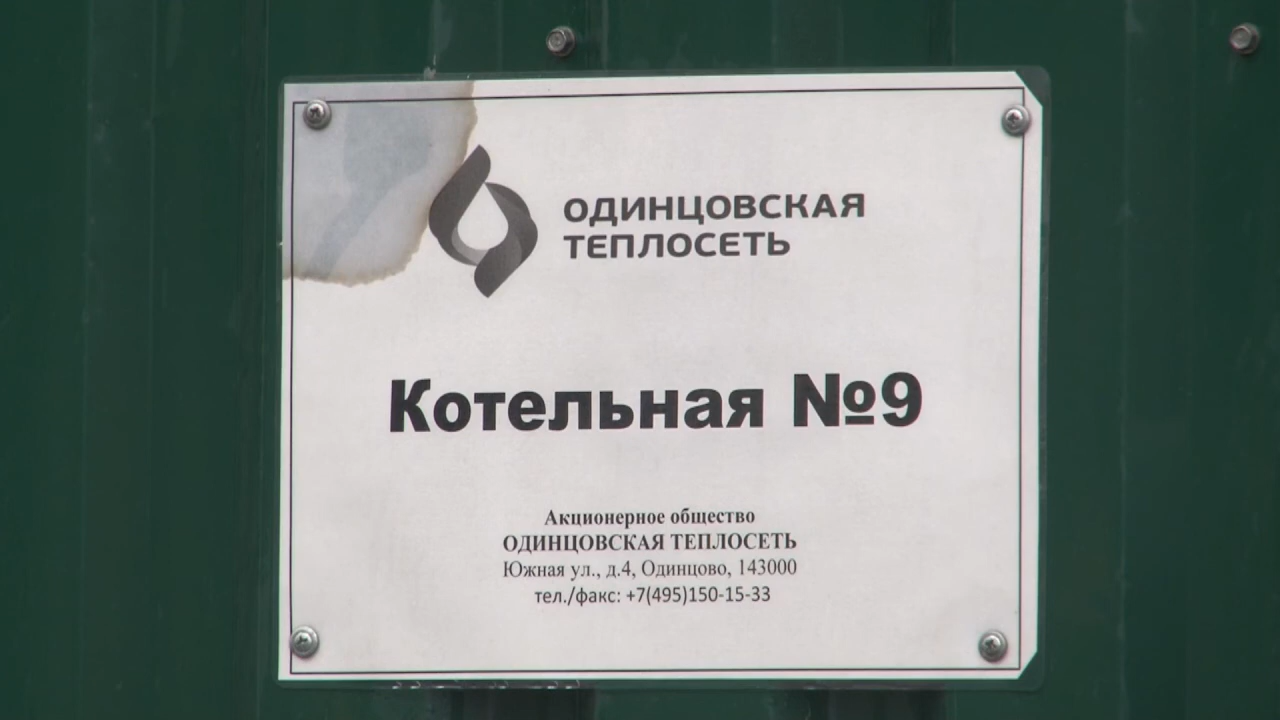 ОДИНЦОВСКАЯ
ТЕПЛОСЕТЬ
Котельная №9
Акционерное общество
ОДИНЦОВСКАЯ ТЕПЛОСЕТЬ
Южная ул., д.4, Одинцово, 143000
тел./факс: +7(495)150-15-33